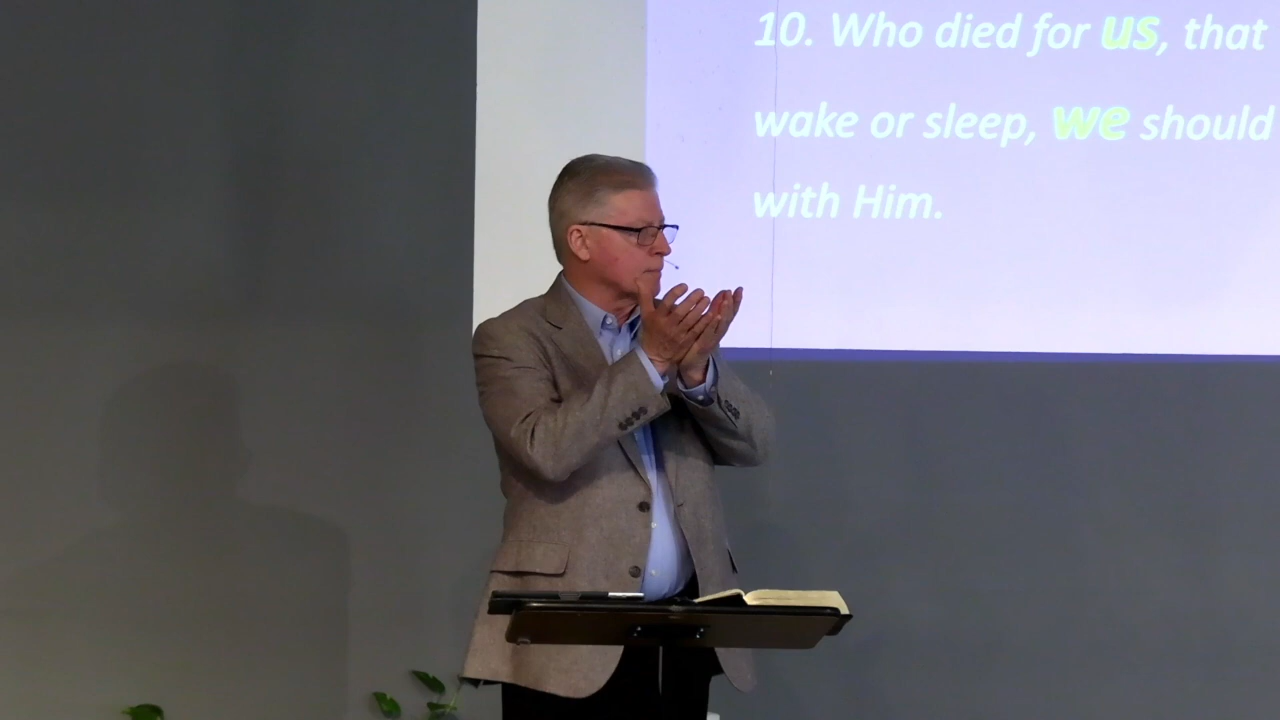 10. Who died for us, that
wake or sleep, we should
with Him.